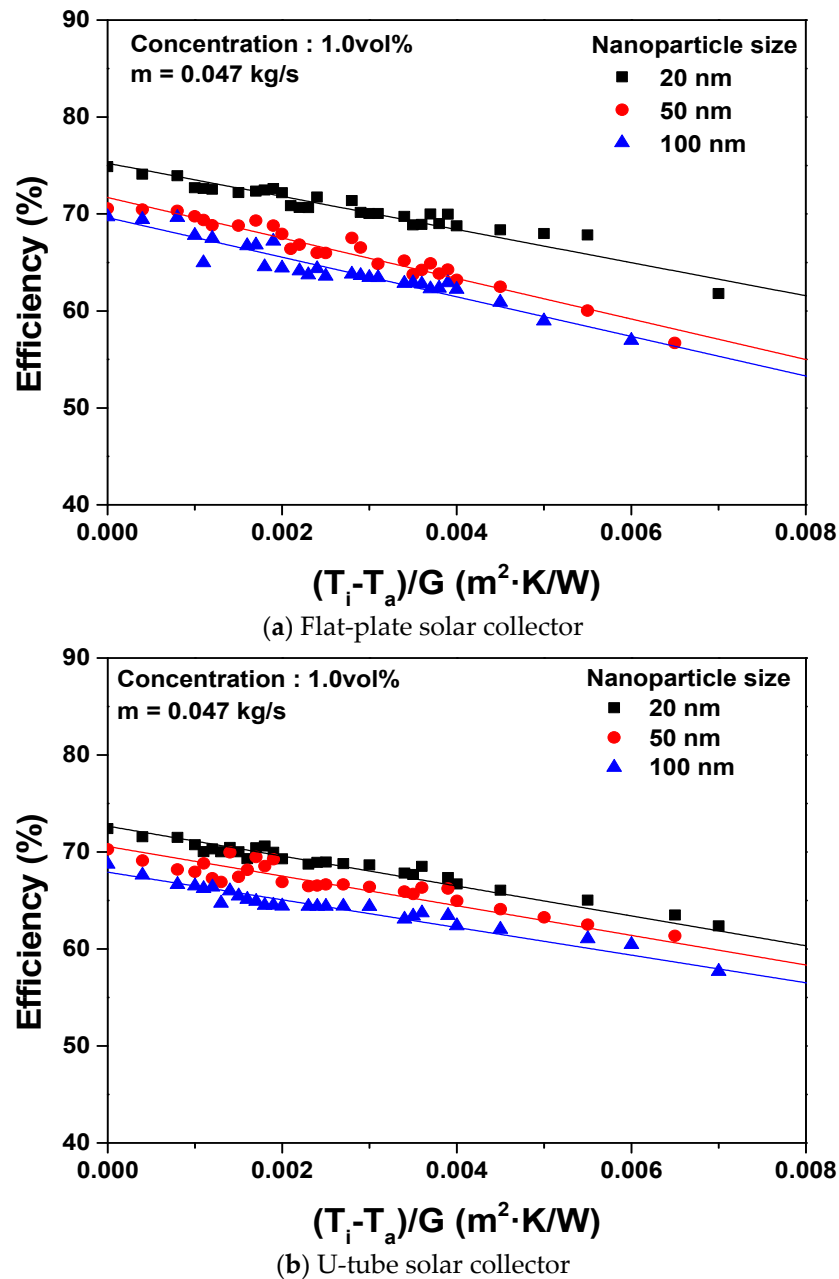 90
Concentration : 1.0vol%
m = 0.047 kg/s
Nanoparticle size
20 nm
50 nm
100 nm
80
70
60
50
40
Efficiency (%)
0.000 0.002 0.004 0.006 0.008
(Tᵢ-Tₐ)/G (m²·K/W)
(a) Flat-plate solar collector
90
Concentration : 1.0vol%
m = 0.047 kg/s
Nanoparticle size
20 nm
50 nm
100 nm
80
70
60
50
40
Efficiency (%)
0.000 0.002 0.004 0.006 0.008
(Tᵢ-Tₐ)/G (m²·K/W)
(b) U-tube solar collector